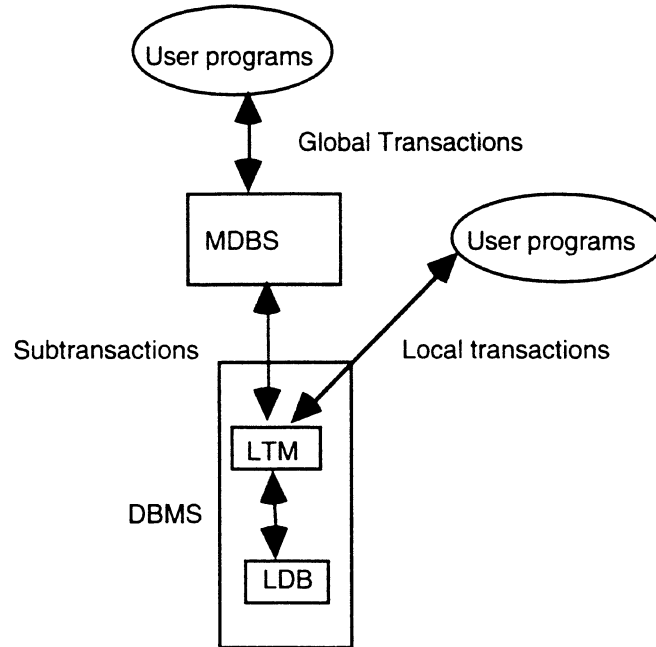 User programs
Global Transactions
MDBS
User programs
Subtransactions
Local transactions
LTM
DBMS
LDB